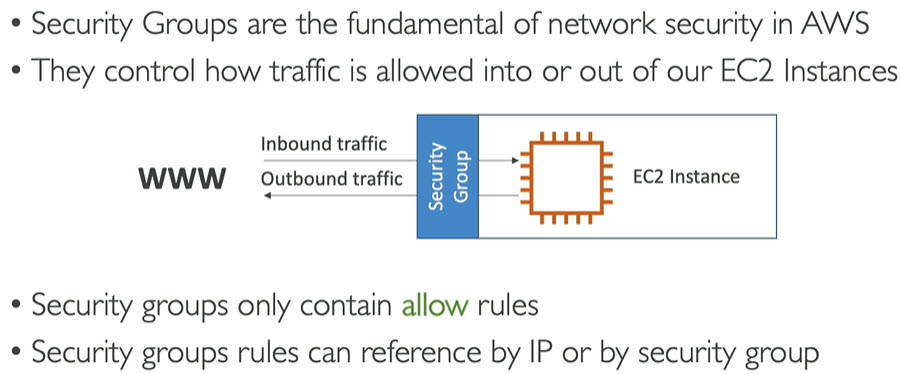 • Security Groups are the fundamental of network security in AWS
• They control how traffic is allowed into or out of our EC2 Instances
Inbound traffic
WWW
Outbound traffic
Security
Group
EC2 Instance
• Security groups only contain allow rules
• Security groups rules can reference by IP or by security group